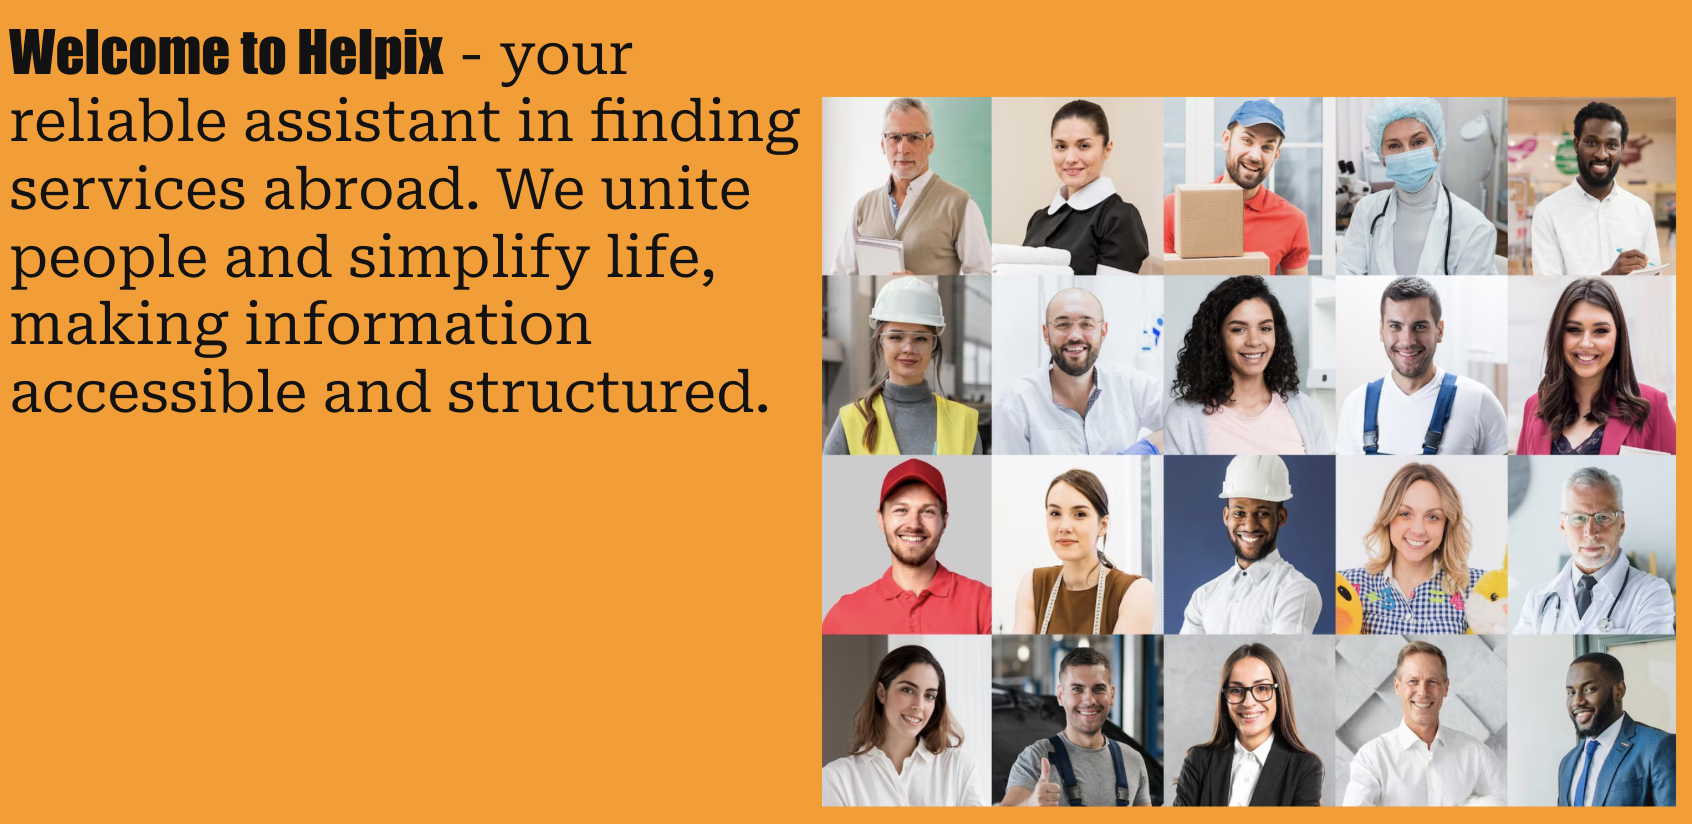 Welcome to Helpix - your
reliable assistant in finding
services abroad. We unite
people and simplify life,
making information
accessible and structured.